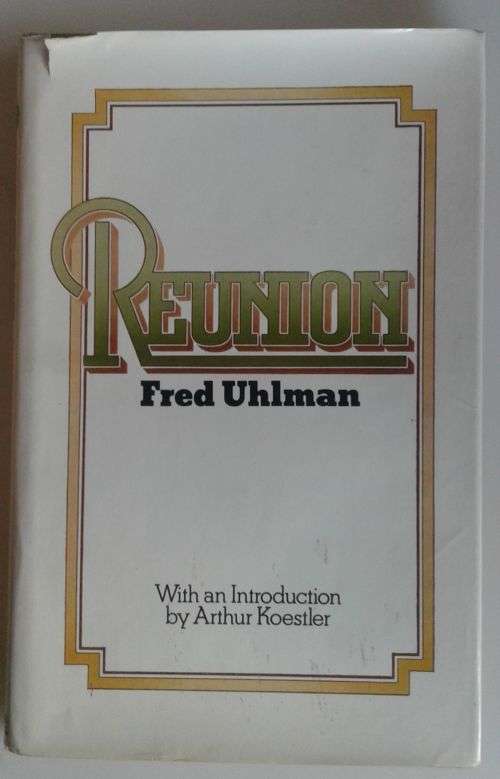 REUNION
Fred Uhlman
With an Introduction
by Arthur Koestler